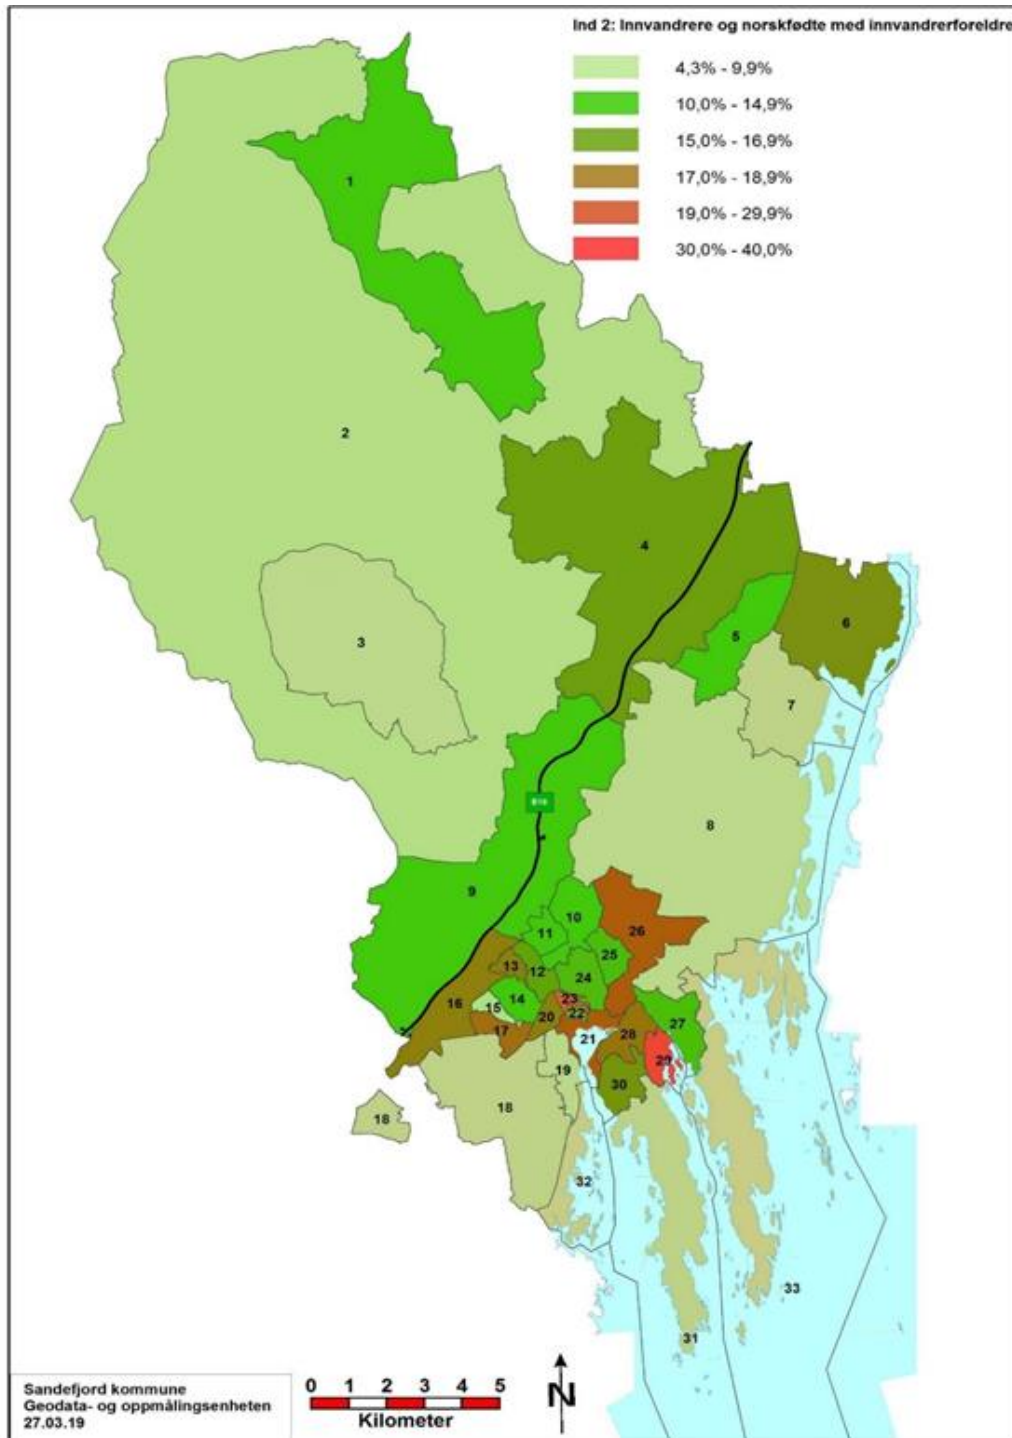 Ind 2: Innvandrere og norskfødte med innvandrerforeldre
4,3% - 9,9%
10,0% - 14,9%
15,0% - 16,9%
17,0% - 18,9%
19,0% - 29,9%
30,0% - 40,0%
1
2
3
4
5
6
7
8
9
10
11
12
13
14
15
16
17
18
18
19
20
21
22
23
24
25
26
27
28
29
30
31
32
33
Sandefjord kommune
Geodata- og oppmålingsenheten
27.03.19
0 1 2 3 4 5
Kilometer
N